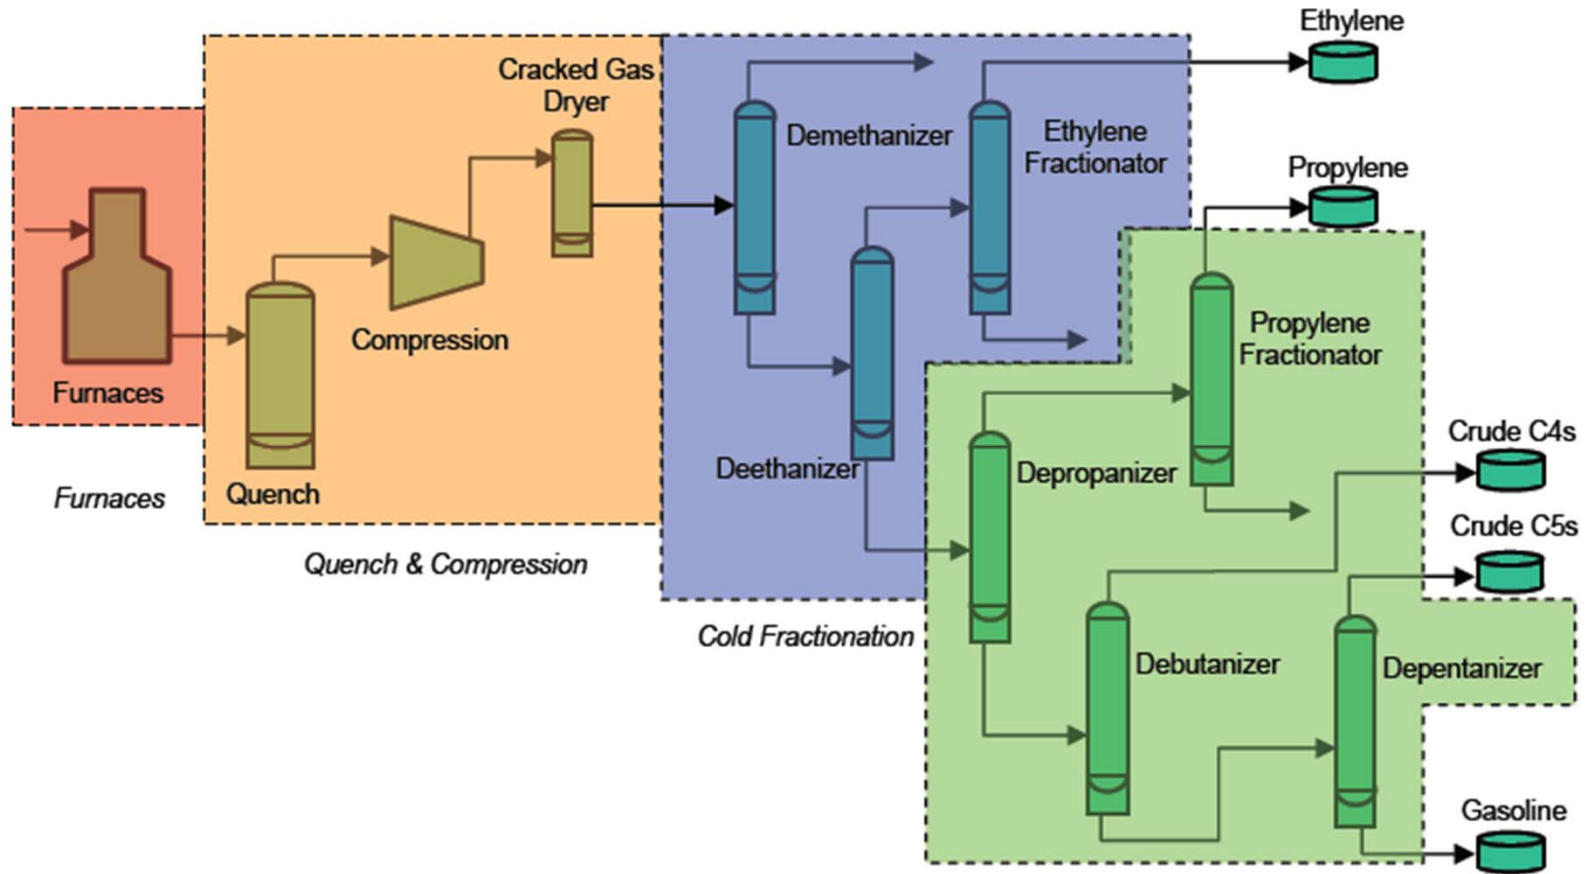 Ethylene
Cracked Gas
Dryer
Demethanizer
Ethylene
Fractionator
Propylene
Furnaces
Compression
Propylene
Fractionator
Furnaces
Quench
Deethanizer
Depropanizer
Crude C4s
Quench & Compression
Crude C5s
Cold Fractionation
Debutanizer
Depentanizer
Gasoline